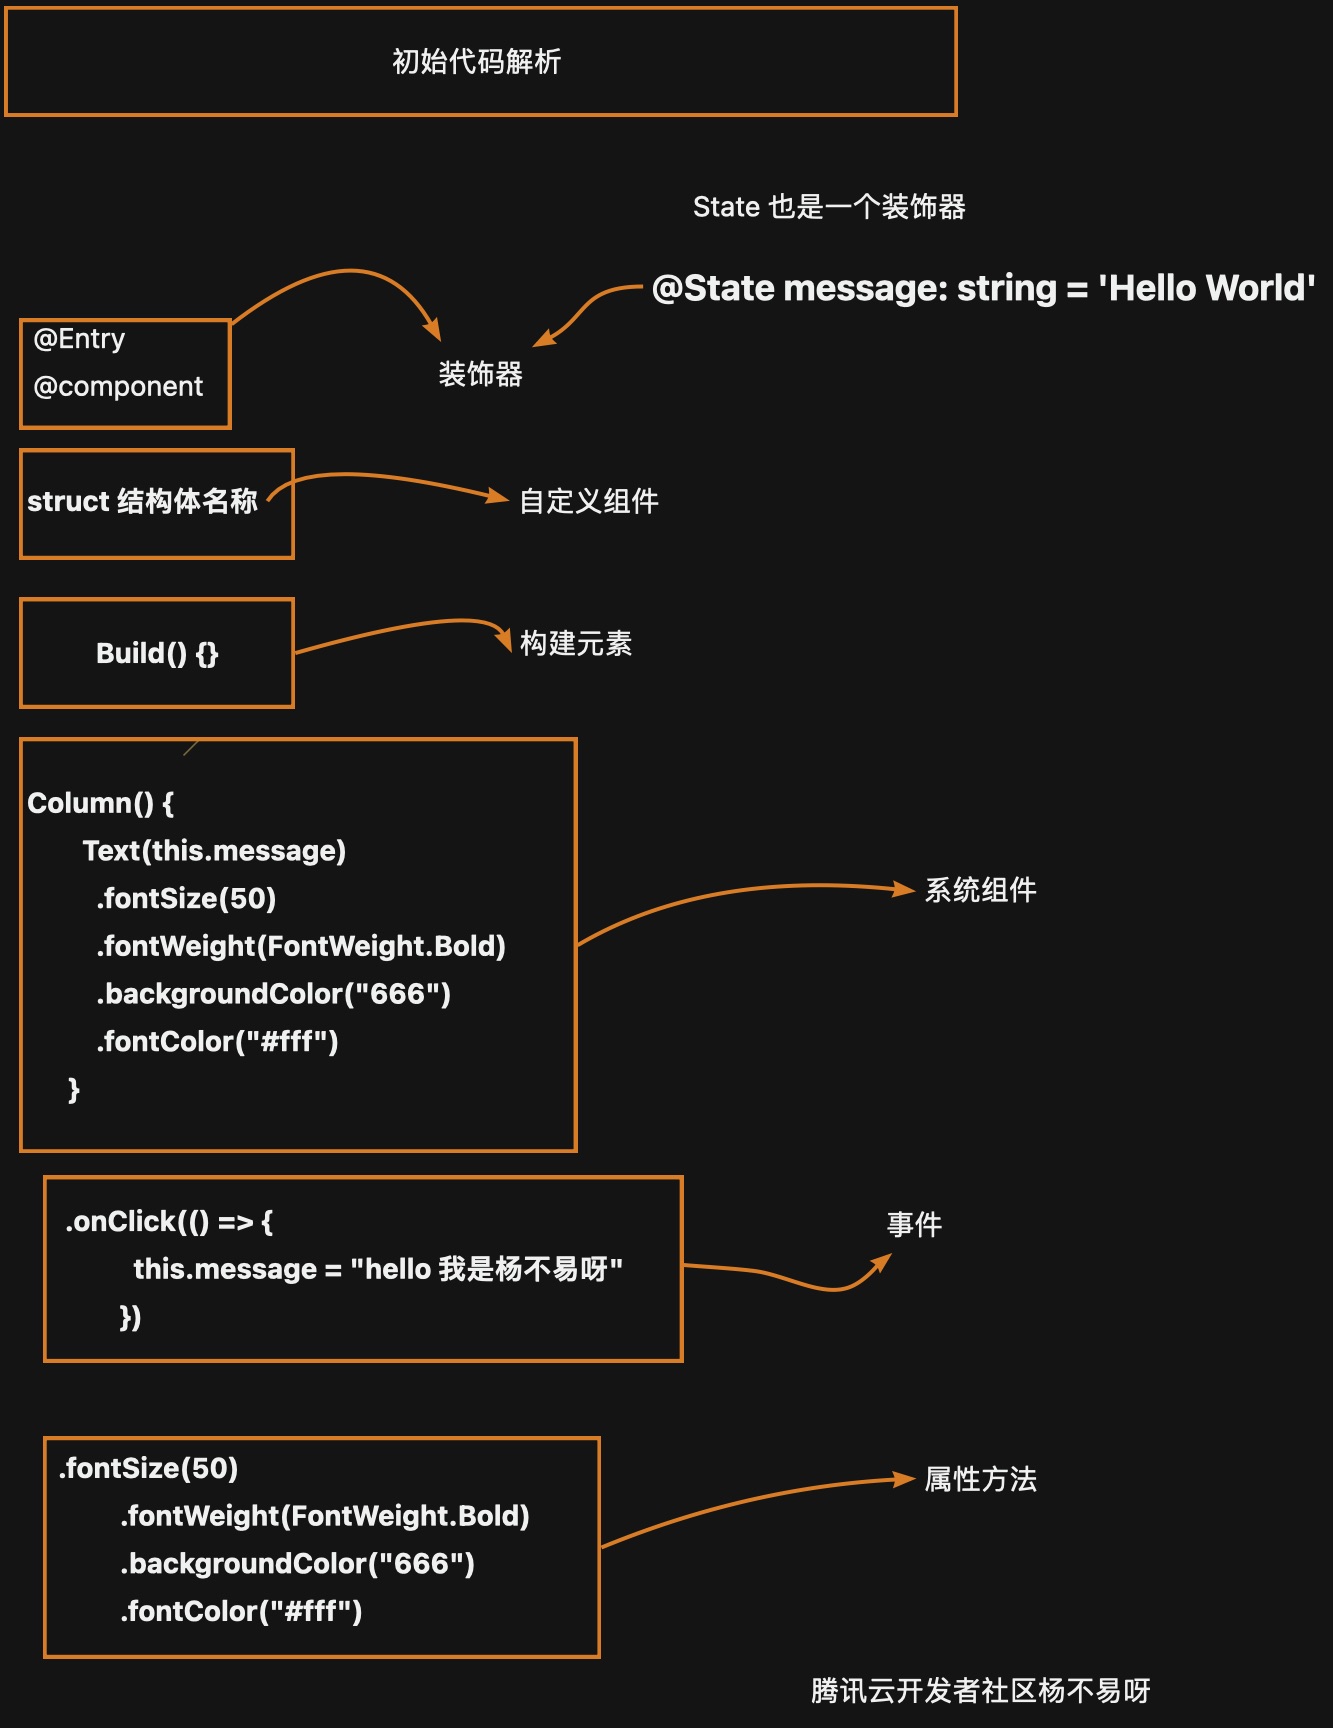 初始代码解析
State 也是一个装饰器
@State message: string = 'Hello World'
@Entry
@component
装饰器
struct 结构体名称
自定义组件
Build() {}
构建元素
Column() {
Text(this.message)
.fontSize(50)
.fontWeight(FontWeight.Bold)
.backgroundColor("666")
.fontColor("#fff")
}
系统组件
.onClick(() => {
this.message = "hello 我是杨不易呀"
})
事件
.fontSize(50)
.fontWeight(FontWeight.Bold)
.backgroundColor("666")
.fontColor("#fff")
属性方法
腾讯云开发者社区杨不易呀